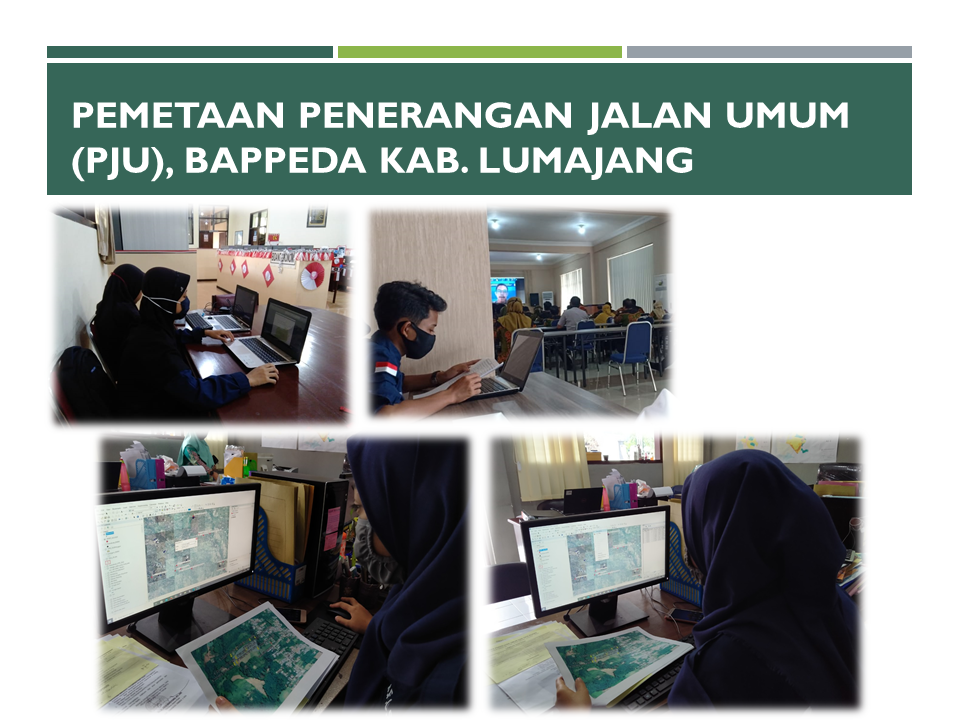 PEMETAAN PENERANGAN JALAN UMUM
(PJU), BAPPEDA KAB. LUMAJANG